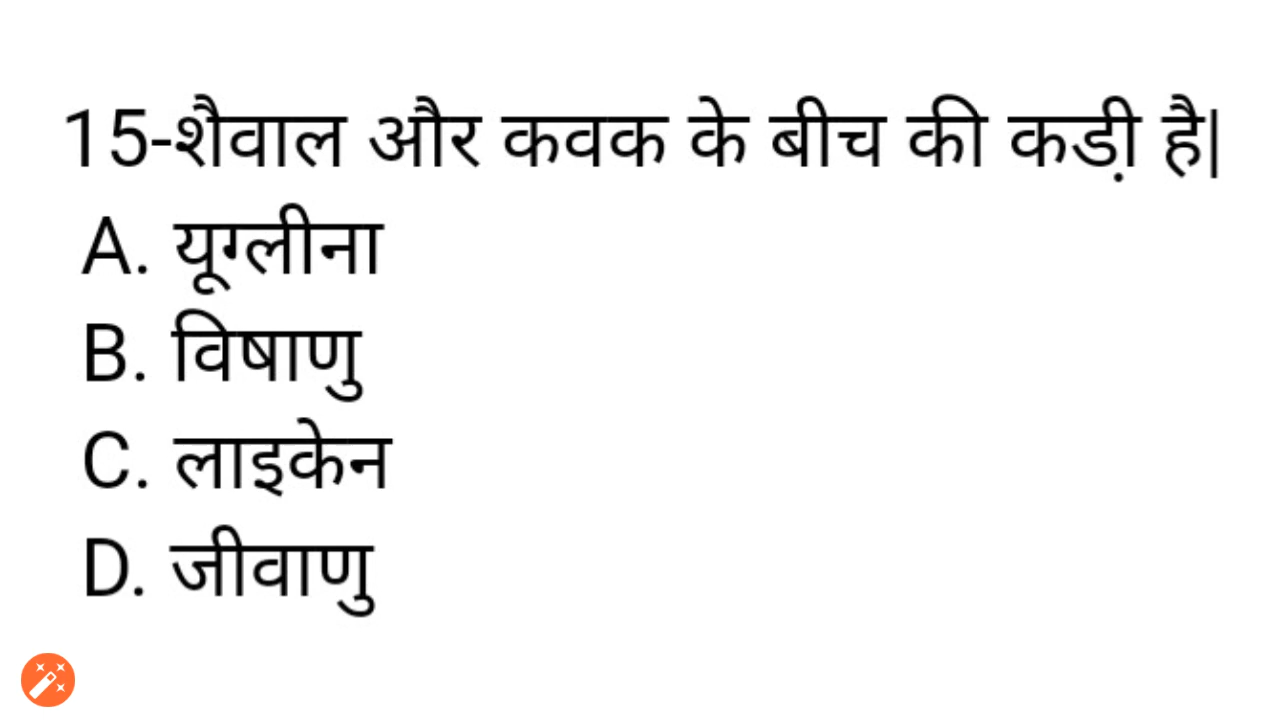 15-शैवाल और कवक के बीच की कडी़ है|
A. यूग्लीना
B. विषाणु
C. लाइकेन
D. जीवाणु